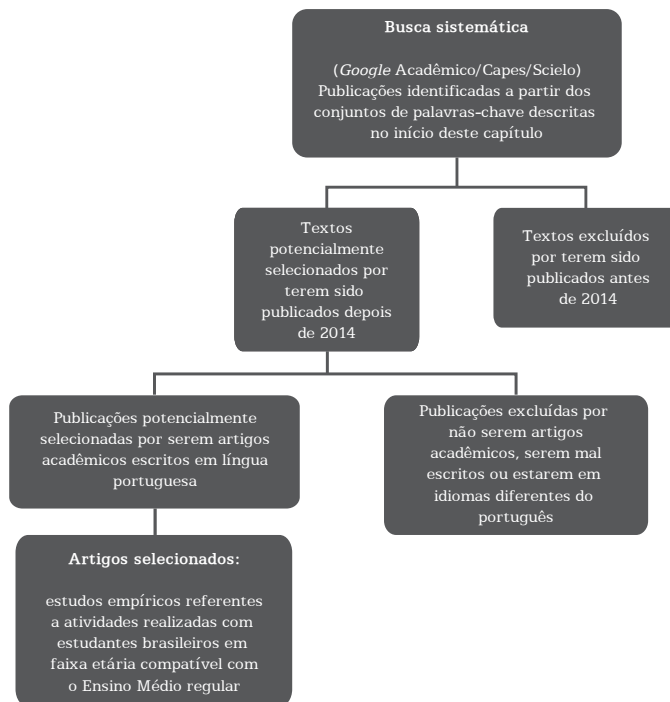 Busca sistemática
(Google Acadêmico/Capes/Scielo)
Publicações identificadas a partir dos
conjuntos de palavras-chave descritas
no início deste capítulo
Textos
potencialmente
selecionados por
terem sido
publicados depois
de 2014
Textos excluídos
por terem sido
publicados antes
de 2014
Publicações potencialmente
selecionadas por serem artigos
acadêmicos escritos em língua
portuguesa
Publicações excluídas por
não serem artigos
acadêmicos, serem mal
escritos ou estarem em
idiomas diferentes do
português
Artigos selecionados:
estudos empíricos referentes
a atividades realizadas com
estudantes brasileiros em
faixa etária compatível com
o Ensino Médio regular